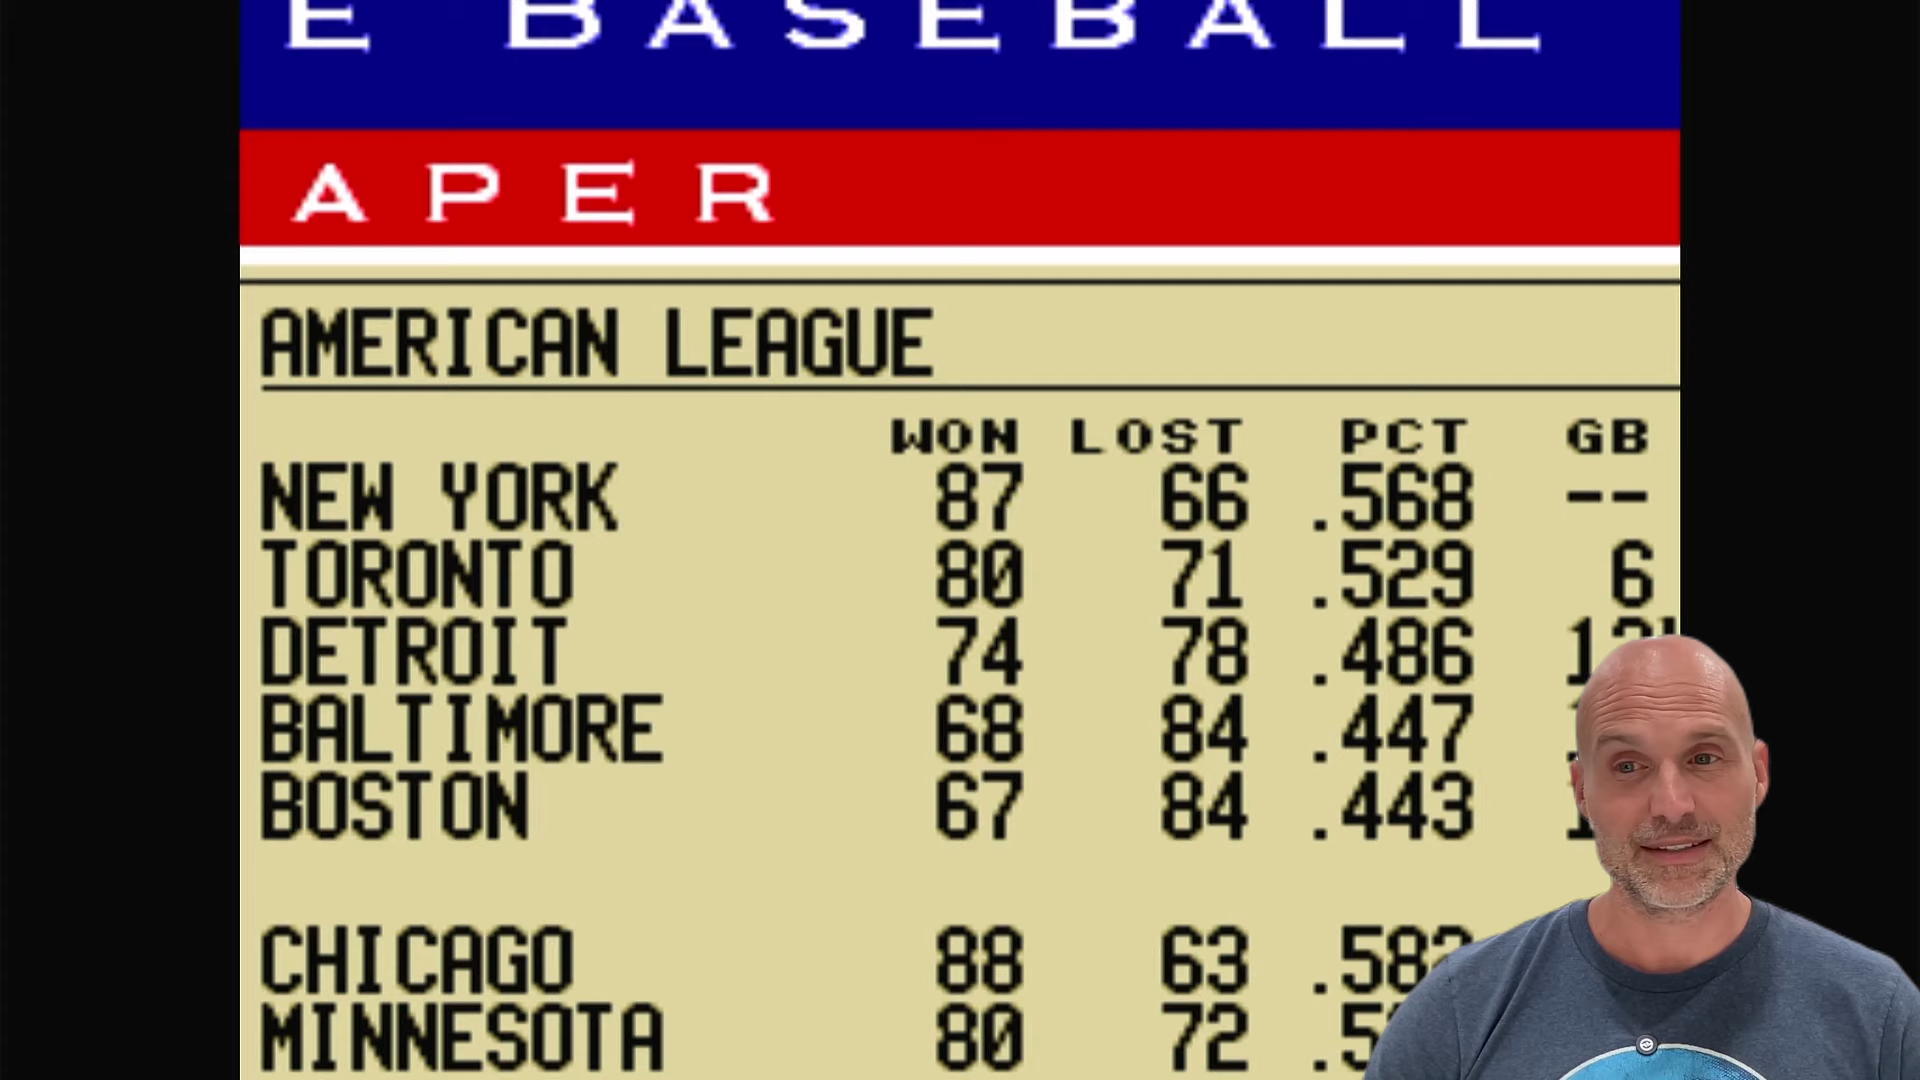 E BASEBALL
APER
AMERICAN LEAGUE
WON LOST PCT GB
NEW YORK 87 66 .568 --
TORONTO 80 71 .529 6
DETROIT 74 78 .486
BALTIMORE 68 84 .447
BOSTON 67 84 .443
CHICAGO 88 63
MINNESOTA 80 72